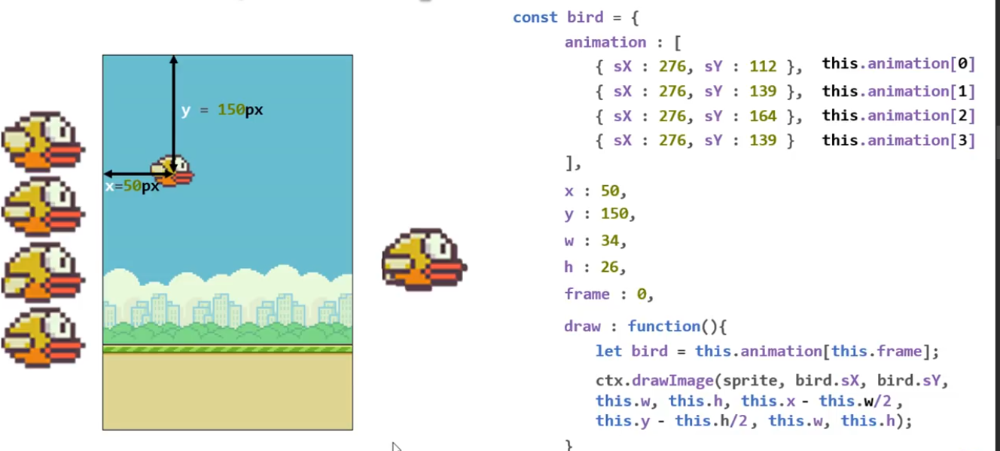 y = 150px
x=50px
const bird = {
animation : [
{ sX : 276, sY : 112 }, this.animation[0]
{ sX : 276, sY : 139 }, this.animation[1]
{ sX : 276, sY : 164 }, this.animation[2]
{ sX : 276, sY : 139 } this.animation[3]
],
x : 50,
y : 150,
w : 34,
h : 26,
frame : 0,
draw : function(){
let bird = this.animation[this.frame];
ctx.drawImage(sprite, bird.sX, bird.sY,
this.w, this.h, this.x - this.w/2 ,
this.y - this.h/2 , this.w, this.h);
}